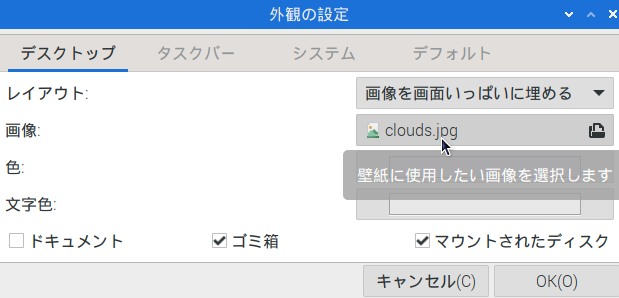 外観の設定
デスクトップ タスクバー システム デフォルト
レイアウト: 画像を画面いっぱいに埋める
画像: clouds.jpg
色:
壁紙に使用したい画像を選択します
文字色:
ドキュメント ゴミ箱 マウントされたディスク
キャンセル(C) OK(O)